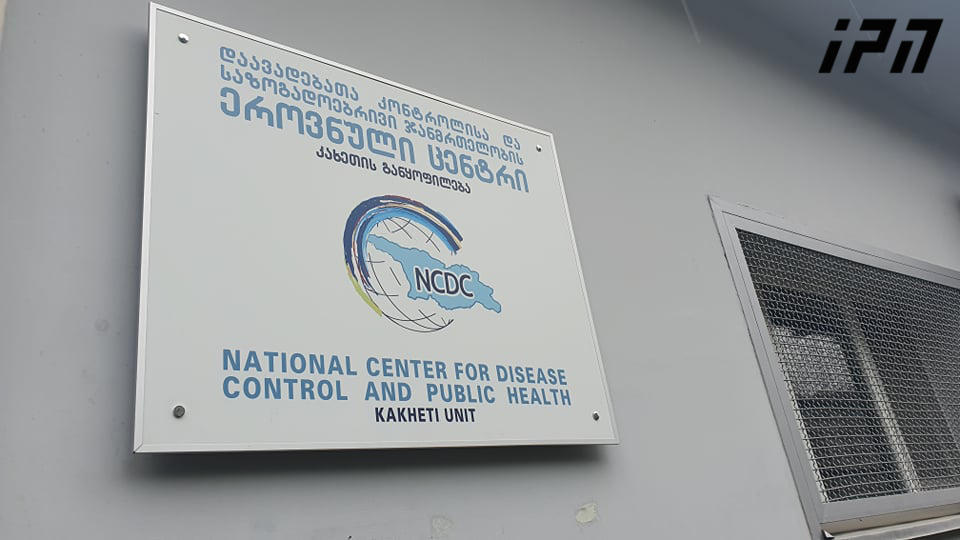 დაავადებათა კონტროლისა და
საზოგადოებრივი ჯანმრთელობის
ეროვნული ცენტრი
კახეთის განყოფილება
NCDC
NATIONAL CENTER FOR DISEASE
CONTROL AND PUBLIC HEALTH
KAKHETI UNIT
IPN